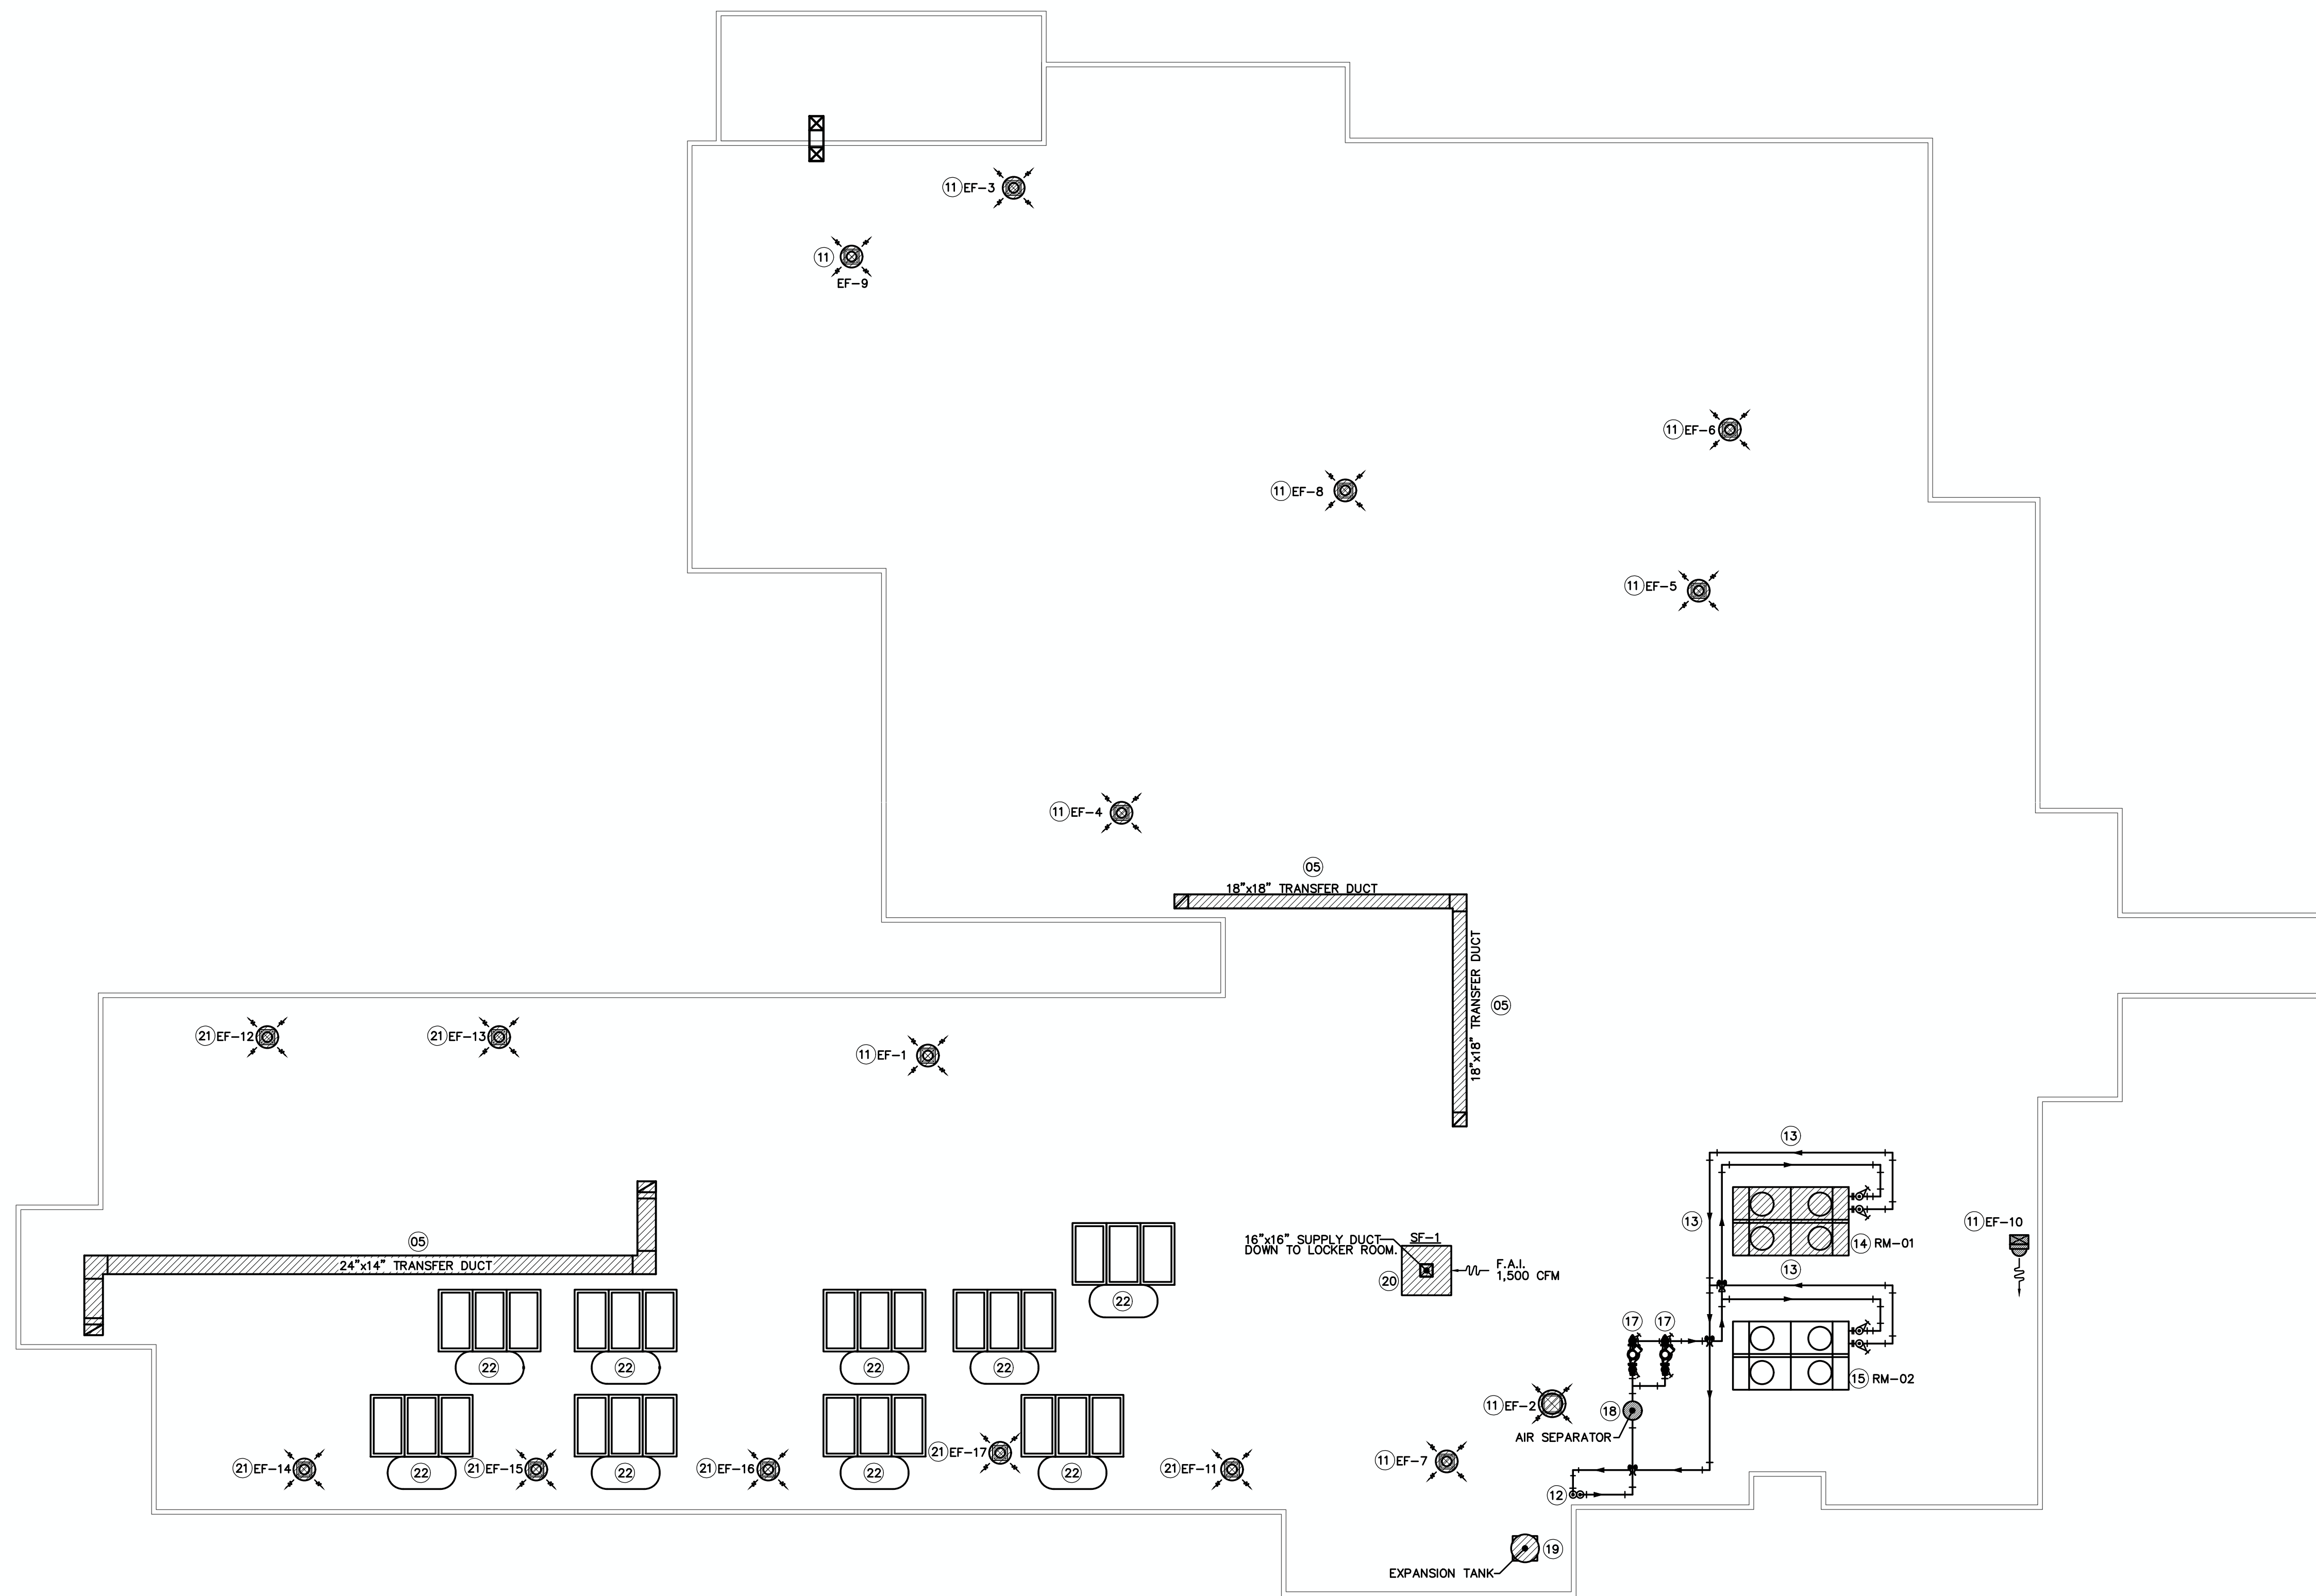 11 EF-3
11
EF-9
11 EF-6
11 EF-8
11 EF-5
11 EF-4
05
18"x18" TRANSFER DUCT
18"x18" TRANSFER DUCT
05
21 EF-12
21 EF-13
11 EF-1
13
13
14 RM-01
13
11 EF-10
05
24"x14" TRANSFER DUCT
16"x16" SUPPLY DUCT
DOWN TO LOCKER ROOM.
SF-1
20
F.A.I.
1,500 CFM
22
17
17
22
22
22
22
15 RM-02
11 EF-2
18
AIR SEPARATOR
21 EF-14
22
21 EF-15
22
21 EF-16
22
21 EF-17
22
21 EF-11
11 EF-7
12
19
EXPANSION TANK